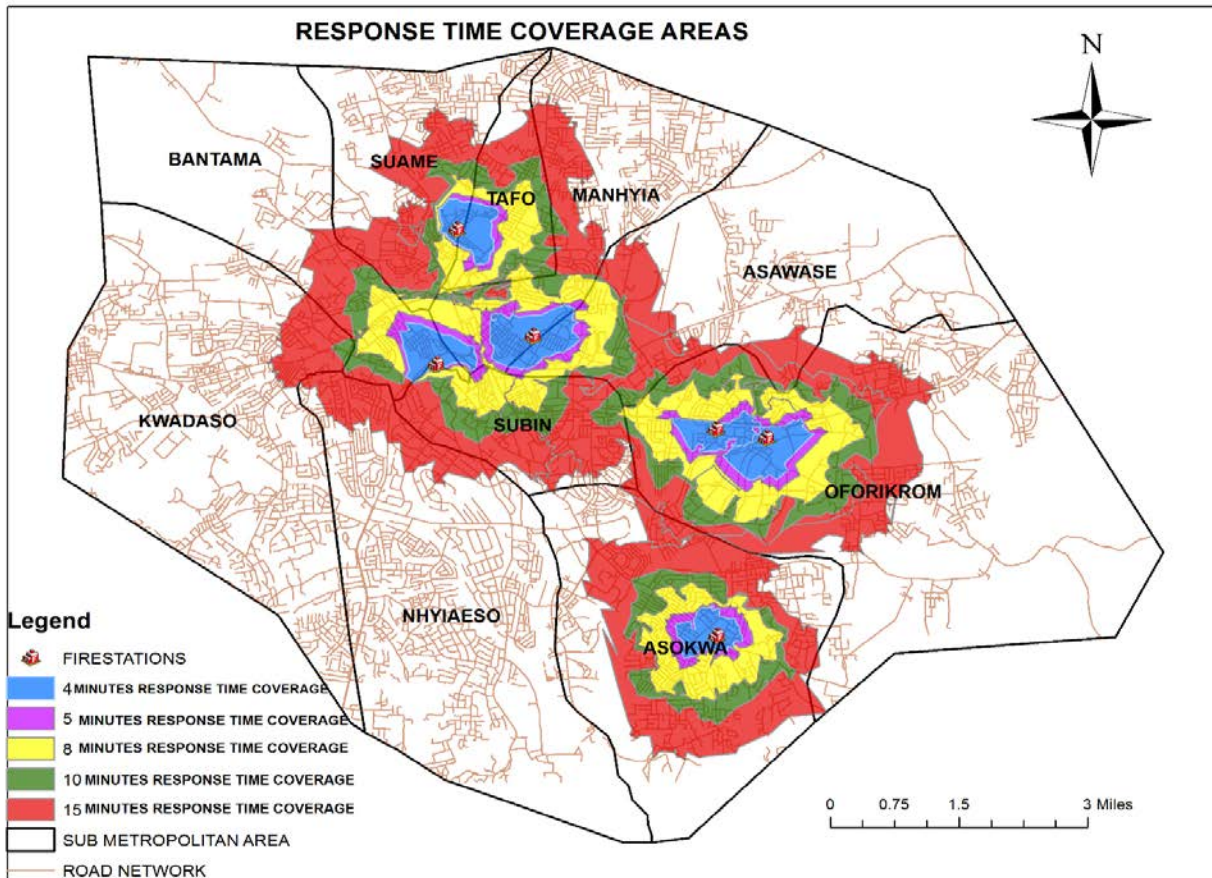 RESPONSE TIME COVERAGE AREAS
N
BANTAMA
SUAME
TAFO
MANHYIA
ASAWASE
KWADASO
SUBIN
OFORIKROM
NHYIAESO
ASOKWA
Legend
FIRESTATIONS
4 MINUTES RESPONSE TIME COVERAGE
5 MINUTES RESPONSE TIME COVERAGE
8 MINUTES RESPONSE TIME COVERAGE
10 MINUTES RESPONSE TIME COVERAGE
15 MINUTES RESPONSE TIME COVERAGE
SUB METROPOLITAN AREA
ROAD NETWORK
0 0.75 1.5 3 Miles